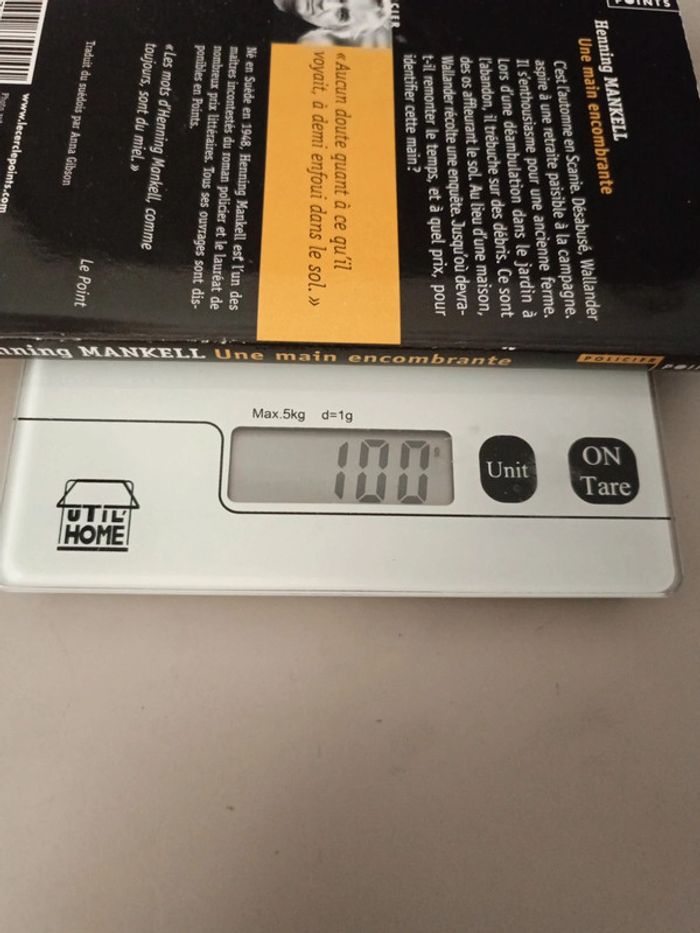 POINTS
Henning MANKELL
Une main encombrante
C'est l'automne en Scanie. Désabusé, Wallander
aspire à une retraite paisible à la campagne.
Il s'enthousiasme pour une ancienne ferme.
Lors d'une déambulation dans le jardin à
l'abandon, il trébuche sur des débris. Ce sont
des os affleurant le sol. Au lieu d'une maison,
Wallander récolte une enquête. Jusqu'où devra-
t-il remonter le temps, et à quel prix, pour
identifier cette main ?
« Aucun doute quant à ce qu'il
voyait, à demi enfoui dans le sol. »
Né en Suède en 1948, Henning Mankell est l'un des
maîtres incontestés du roman policier et le lauréat de
nombreux prix littéraires. Tous ses ouvrages sont dis-
ponibles en Points.
« Les mots d'Henning Mankell, comme
toujours, sont du miel. »
Le Point
Traduit du suédois par Anna Gibson
www.lecerclepoints.com
nning MANKELL Une main encombrante
POLICIER
Max.5kg d=1g
100 g
Unit
ON
Tare
UTIL'
HOME